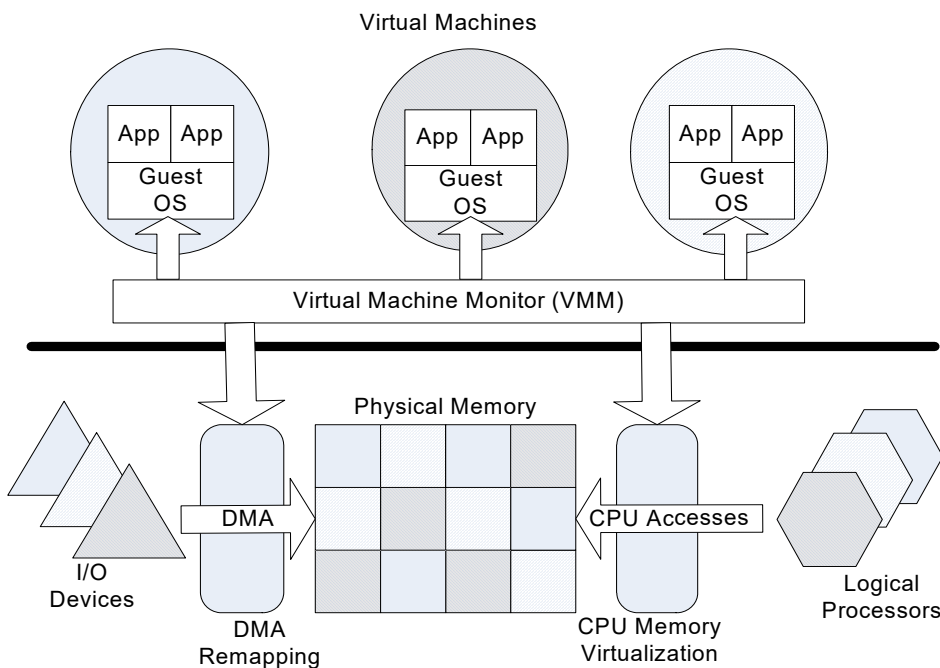 Virtual Machines
App App
Guest
OS
App App
Guest
OS
App App
Guest
OS
Virtual Machine Monitor (VMM)
Physical Memory
DMA
CPU Accesses
I/O
Devices
DMA
Remapping
CPU Memory
Virtualization
Logical
Processors